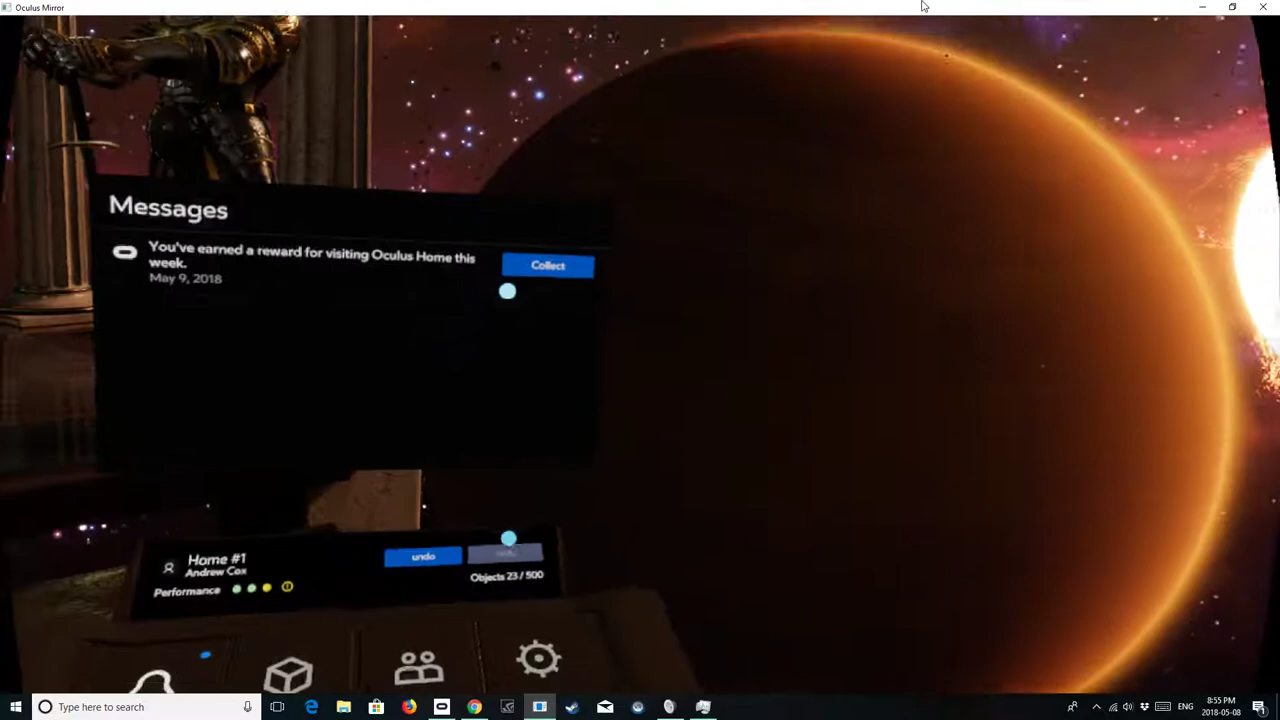 Oculus Mirror
Messages
You've earned a reward for visiting Oculus Home this
week.
May 9, 2018
Collect
Home #1
Andrew Cox
undo
Performance
Objects 23 / 500
Type here to search
ENG
8:55 PM
2018-05-08